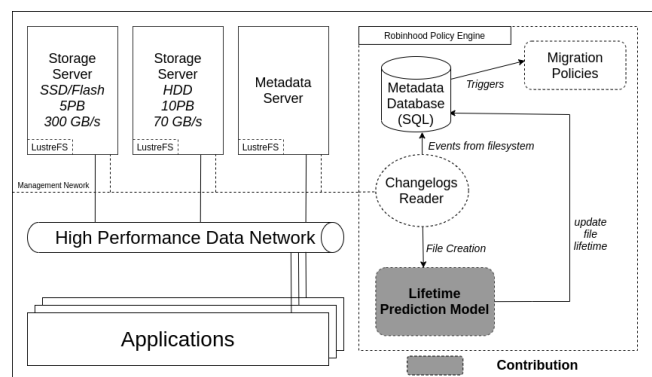 Storage
Server
SSD/Flash
5PB
300 GB/s
LustreFS
Storage
Server
HDD
10PB
70 GB/s
LustreFS
Metadata
Server
LustreFS
Management Nework
High Performance Data Network
Applications
Robinhood Policy Engine
Metadata
Database
(SQL)
Triggers
Migration
Policies
Events from filesystem
Changelogs
Reader
File Creation
update
file
lifetime
Lifetime
Prediction Model
Contribution